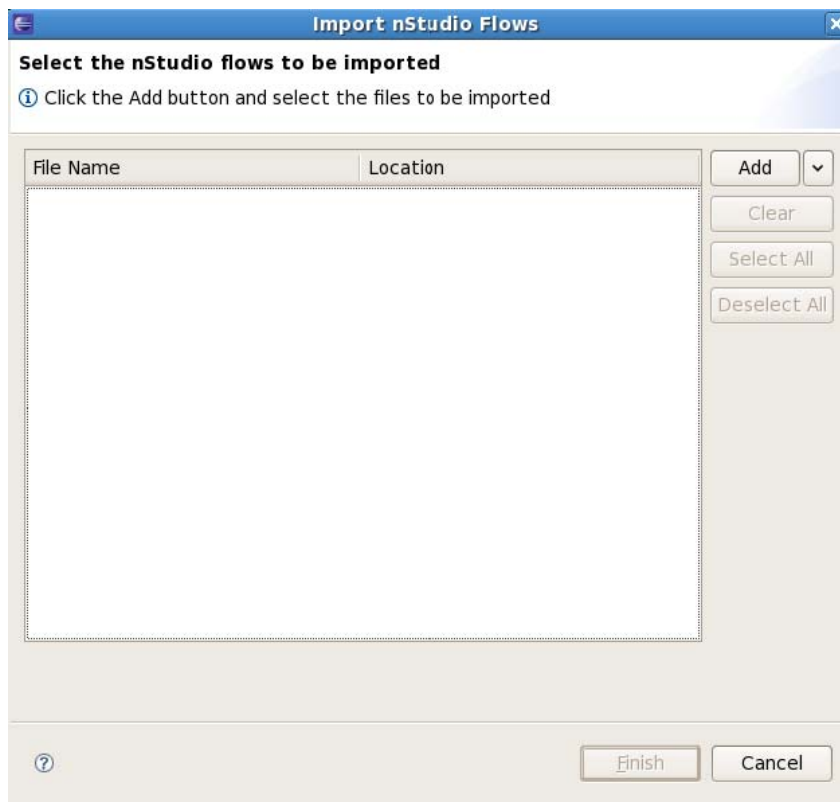 Import nStudio Flows
Select the nStudio flows to be imported
Click the Add button and select the files to be imported
File Name Location Add
Clear
Select All
Deselect All
Finish Cancel